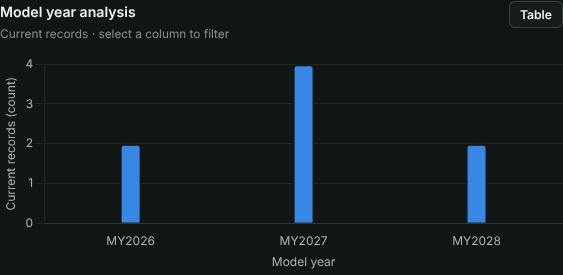 Model year analysis
Table
Current records · select a column to filter
Current records (count)
4
3
2
1
0
MY2026
MY2027
MY2028
Model year